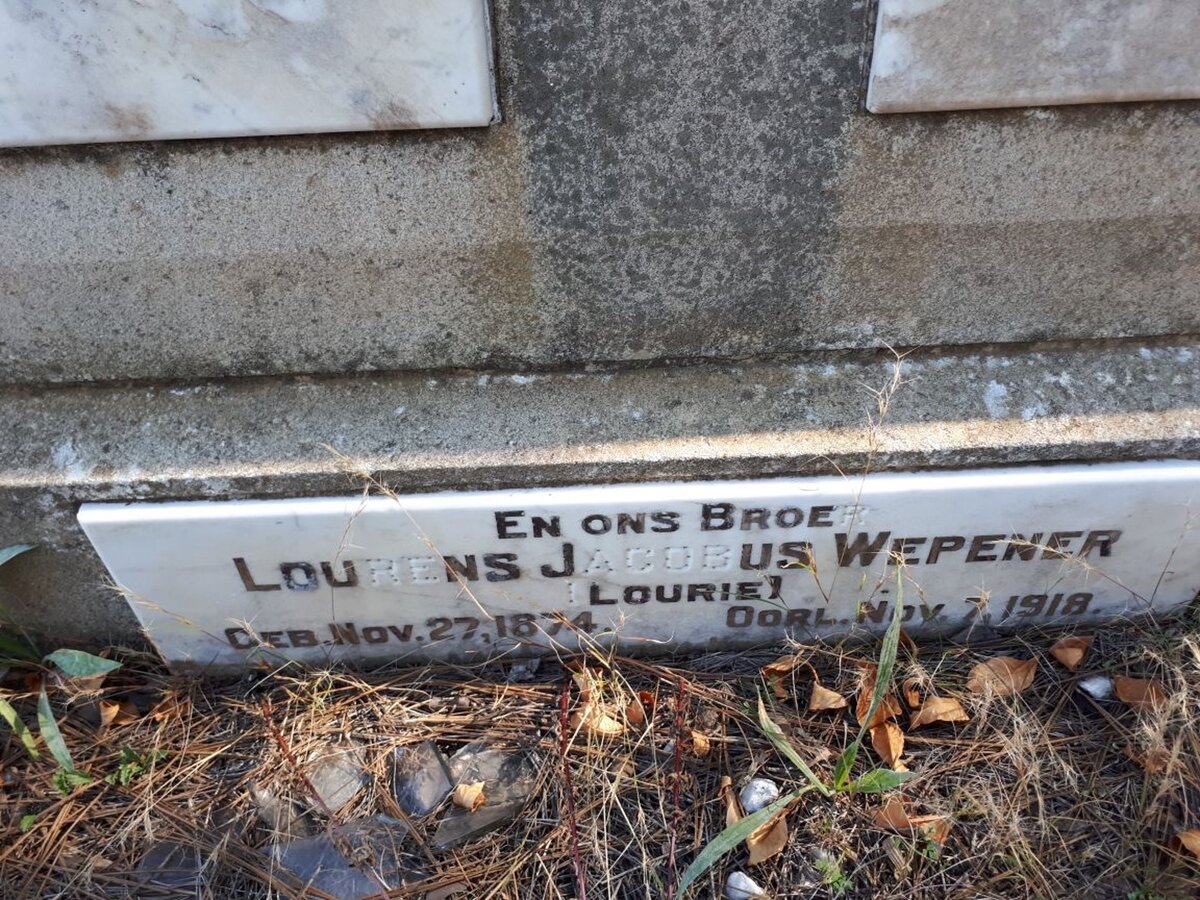 EN ONS BROER
LOURENS JACOBUS WEPENER
(LOURIE)
GEB. NOV. 27, 1874. OORL. NOV. 7, 1918.